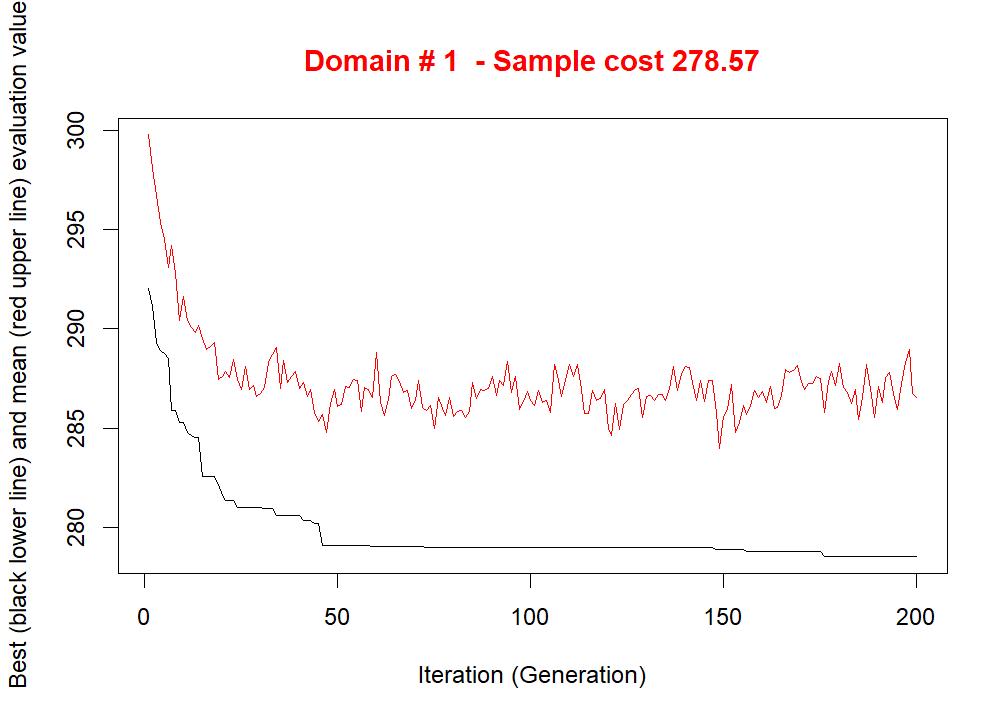 Domain # 1 - Sample cost 278.57
Best (black lower line) and mean (red upper line) evaluation value
300
295
290
285
280
0 50 100 150 200
Iteration (Generation)